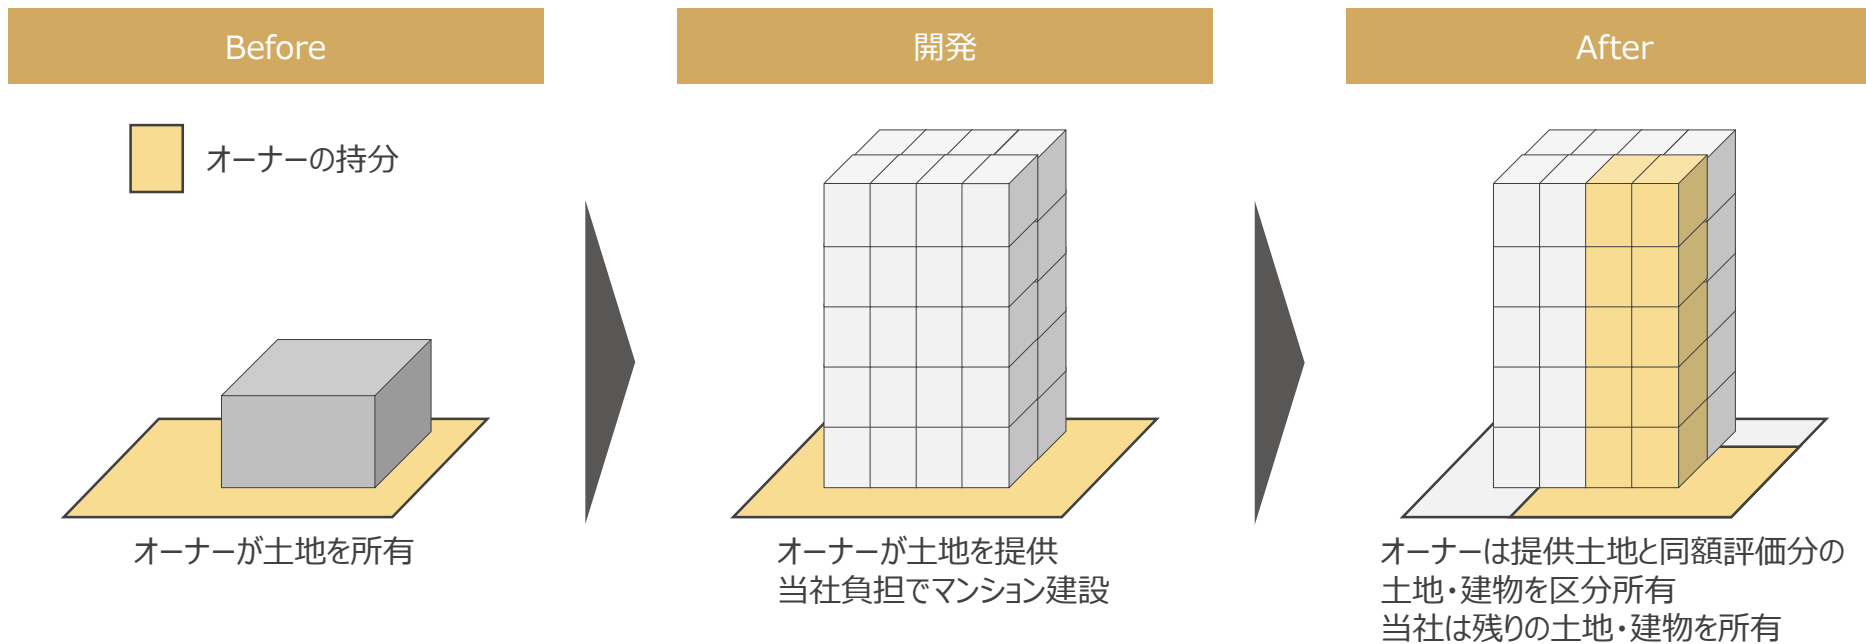 Before
開発
After
オーナーの持分
オーナーが土地を所有
オーナーが土地を提供
当社負担でマンション建設
オーナーは提供土地と同額評価分の
土地・建物を区分所有
当社は残りの土地・建物を所有